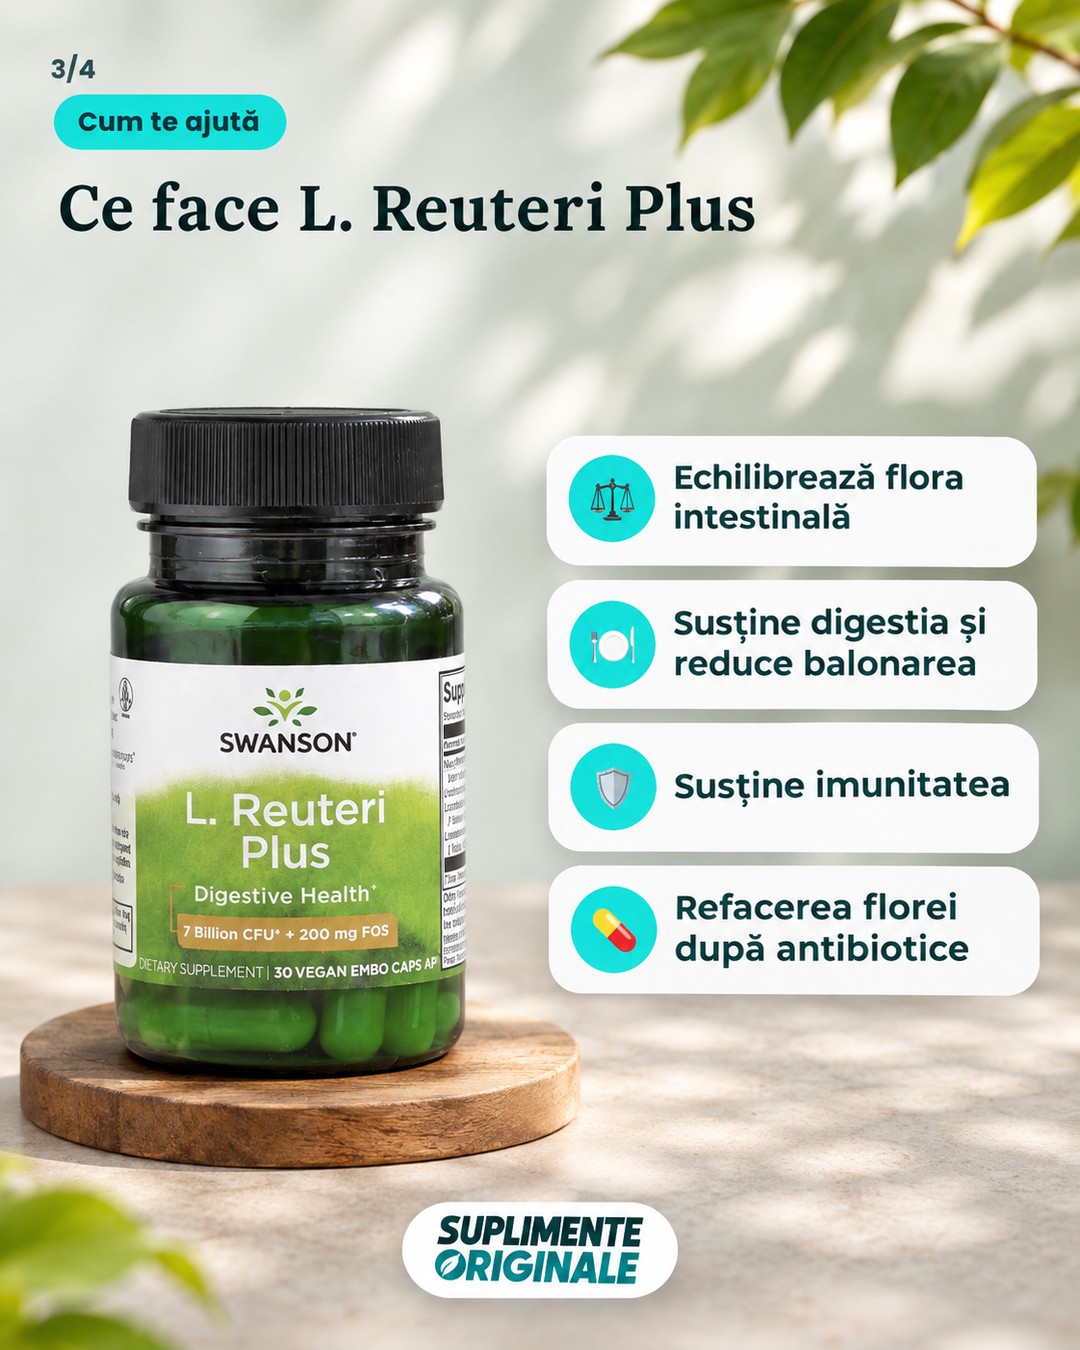 3/4
Cum te ajută
Ce face L. Reuteri Plus
Echilibrează flora
intestinală
Susține digestia și
reduce balonarea
Susține imunitatea
Refacerea florei
după antibiotice
SWANSON®
L. Reuteri
Plus
Digestive Health†
7 Billion CFU* + 200 mg FOS
DIETARY SUPPLEMENT | 30 VEGAN EMBO CAPS AP
Supp
SUPLIMENTE
ORIGINALE